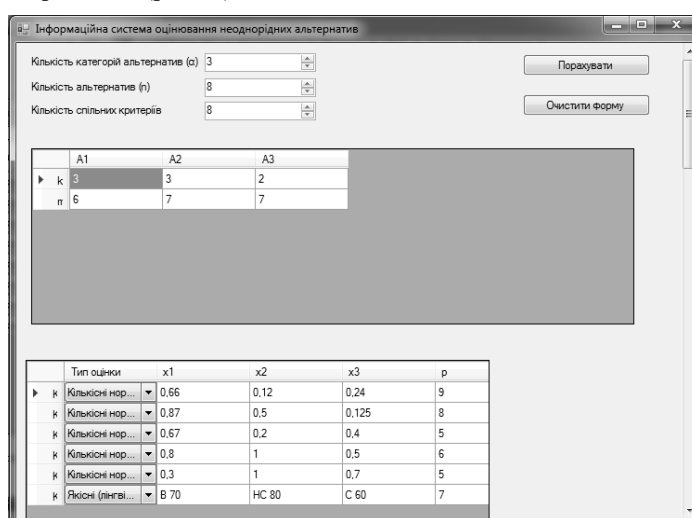 Інформаційна система оцінювання неоднорідних альтернатив
Кількість категорій альтернатив (α) 3
Порахувати
Кількість альтернатив (n) 8
Кількість спільних критеріїв 8
Очистити форму
A1 A2 A3
k 3 3 2
6 7 7
Тип оцінки x1 x2 x3 p
Кількісні нор... 0,66 0,12 0,24 9
Кількісні нор... 0,87 0,5 0,125 8
Кількісні нор... 0,67 0,2 0,4 5
Кількісні нор... 0,8 1 0,5 6
Кількісні нор... 0,3 1 0,7 5
Якісні (лінгві... В 70 НС 80 С 60 7